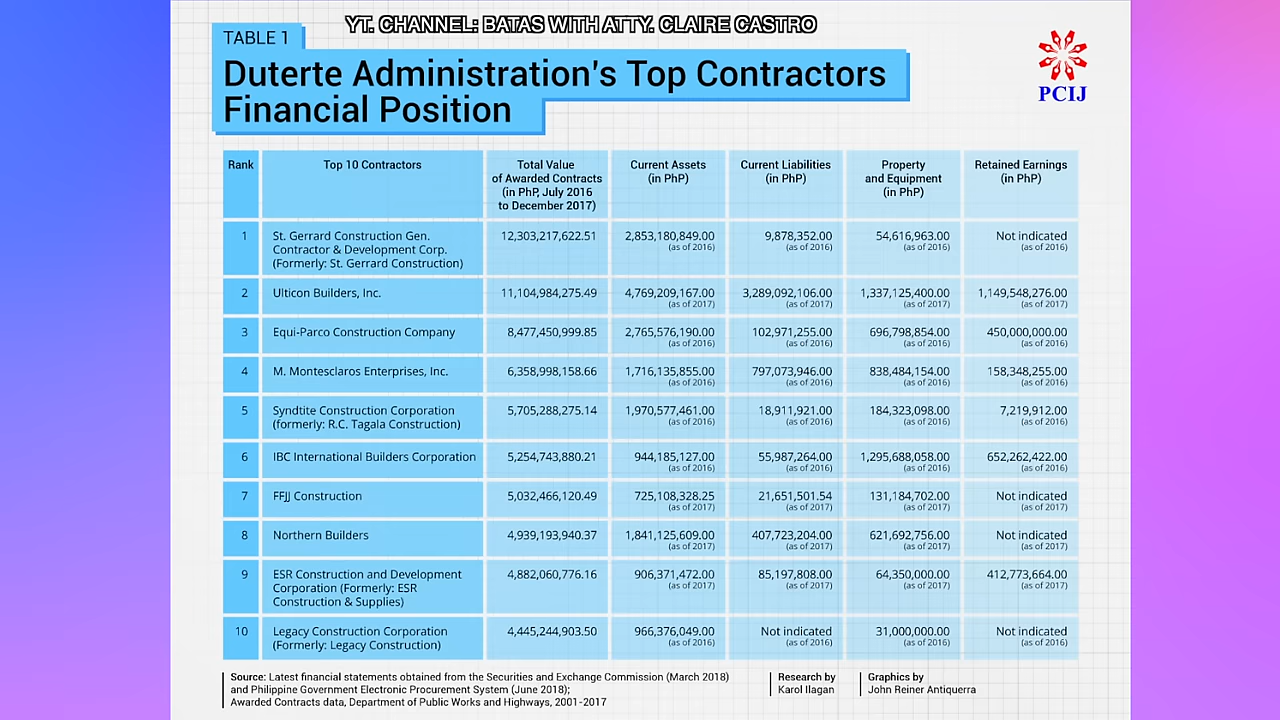 YT. CHANNEL: BATAS WITH ATTY. CLAIRE CASTRO
TABLE 1
Duterte Administration's Top Contractors
Financial Position
PCIJ
Rank
Top 10 Contractors
Total Value
of Awarded Contracts
(in PhP, July 2016
to December 2017)
Current Assets
(in PhP)
Current Liabilities
(in PhP)
Property
and Equipment
(in PhP)
Retained Earnings
(in PhP)
1
St. Gerrard Construction Gen.
Contractor & Development Corp.
(Formerly: St. Gerrard Construction)
12,303,217,622.51
2,853,180,849.00
(as of 2016)
9,878,352.00
(as of 2016)
54,616,963.00
(as of 2016)
Not indicated
(as of 2016)
2
Ulticon Builders, Inc.
11,104,984,275.49
4,769,209,167.00
(as of 2017)
3,289,092,106.00
(as of 2017)
1,337,125,400.00
(as of 2017)
1,149,548,276.00
(as of 2017)
3
Equi-Parco Construction Company
8,477,450,999.85
2,765,576,190.00
(as of 2016)
102,971,255.00
(as of 2016)
696,798,854.00
(as of 2016)
450,000,000.00
(as of 2016)
4
M. Montesclaros Enterprises, Inc.
6,358,998,158.66
1,716,135,855.00
(as of 2016)
797,073,946.00
(as of 2016)
838,484,154.00
(as of 2016)
158,348,255.00
(as of 2016)
5
Syndtite Construction Corporation
(formerly: R.C. Tagala Construction)
5,705,288,275.14
1,970,577,461.00
(as of 2016)
18,911,921.00
(as of 2016)
184,323,098.00
(as of 2016)
7,219,912.00
(as of 2016)
6
IBC International Builders Corporation
5,254,743,880.21
944,185,127.00
(as of 2016)
55,987,264.00
(as of 2016)
1,295,688,058.00
(as of 2016)
652,262,422.00
(as of 2016)
7
FFJJ Construction
5,032,466,120.49
725,108,328.25
(as of 2017)
21,651,501.54
(as of 2017)
131,184,702.00
(as of 2017)
Not indicated
(as of 2017)
8
Northern Builders
4,939,193,940.37
1,841,125,609.00
(as of 2017)
407,723,204.00
(as of 2017)
621,692,756.00
(as of 2017)
Not indicated
(as of 2017)
9
ESR Construction and Development
Corporation (Formerly: ESR
Construction & Supplies)
4,882,060,776.16
906,371,472.00
(as of 2017)
85,197,808.00
(as of 2017)
64,350,000.00
(as of 2017)
412,773,664.00
(as of 2017)
10
Legacy Construction Corporation
(Formerly: Legacy Construction)
4,445,244,903.50
966,376,049.00
(as of 2016)
Not indicated
(as of 2016)
31,000,000.00
(as of 2016)
Not indicated
(as of 2016)
Source: Latest financial statements obtained from the Securities and Exchange Commission (March 2018)
and Philippine Government Electronic Procurement System (June 2018);
Awarded Contracts data, Department of Public Works and Highways, 2001-2017
Research by
Karol Ilagan
Graphics by
John Reiner Antiquerra